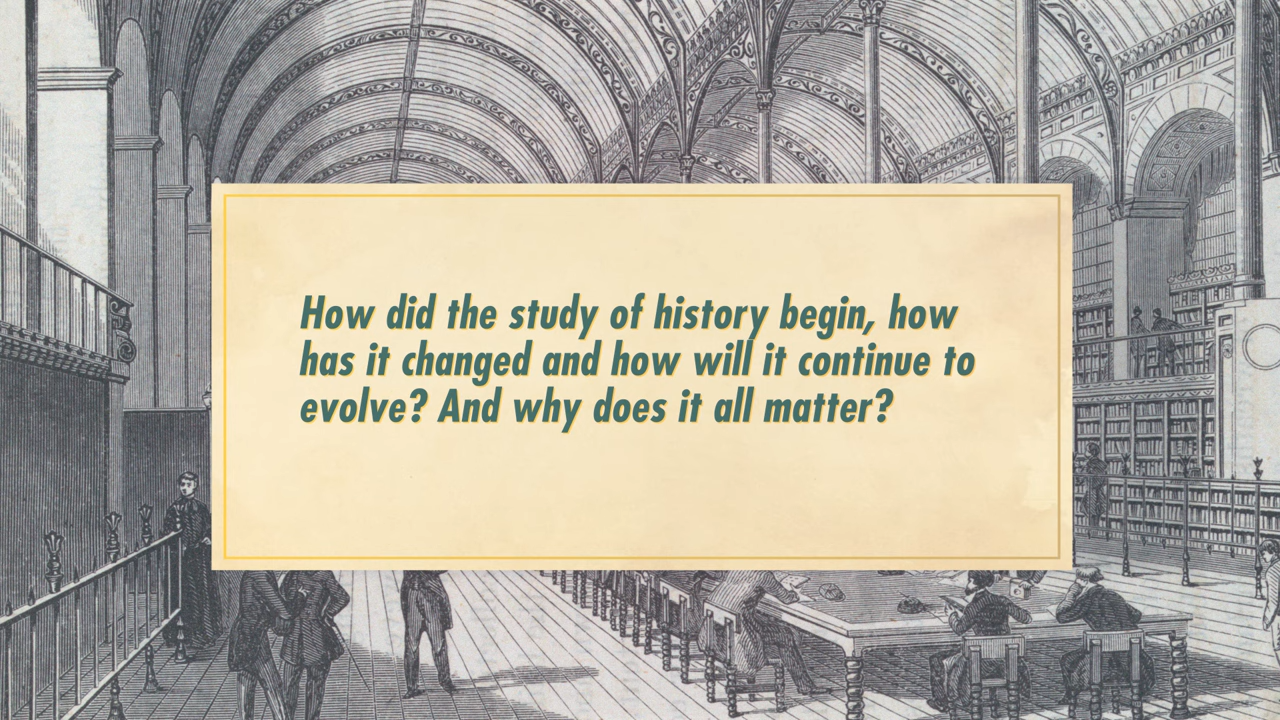 How did the study of history begin, how
has it changed and how will it continue to
evolve? And why does it all matter?